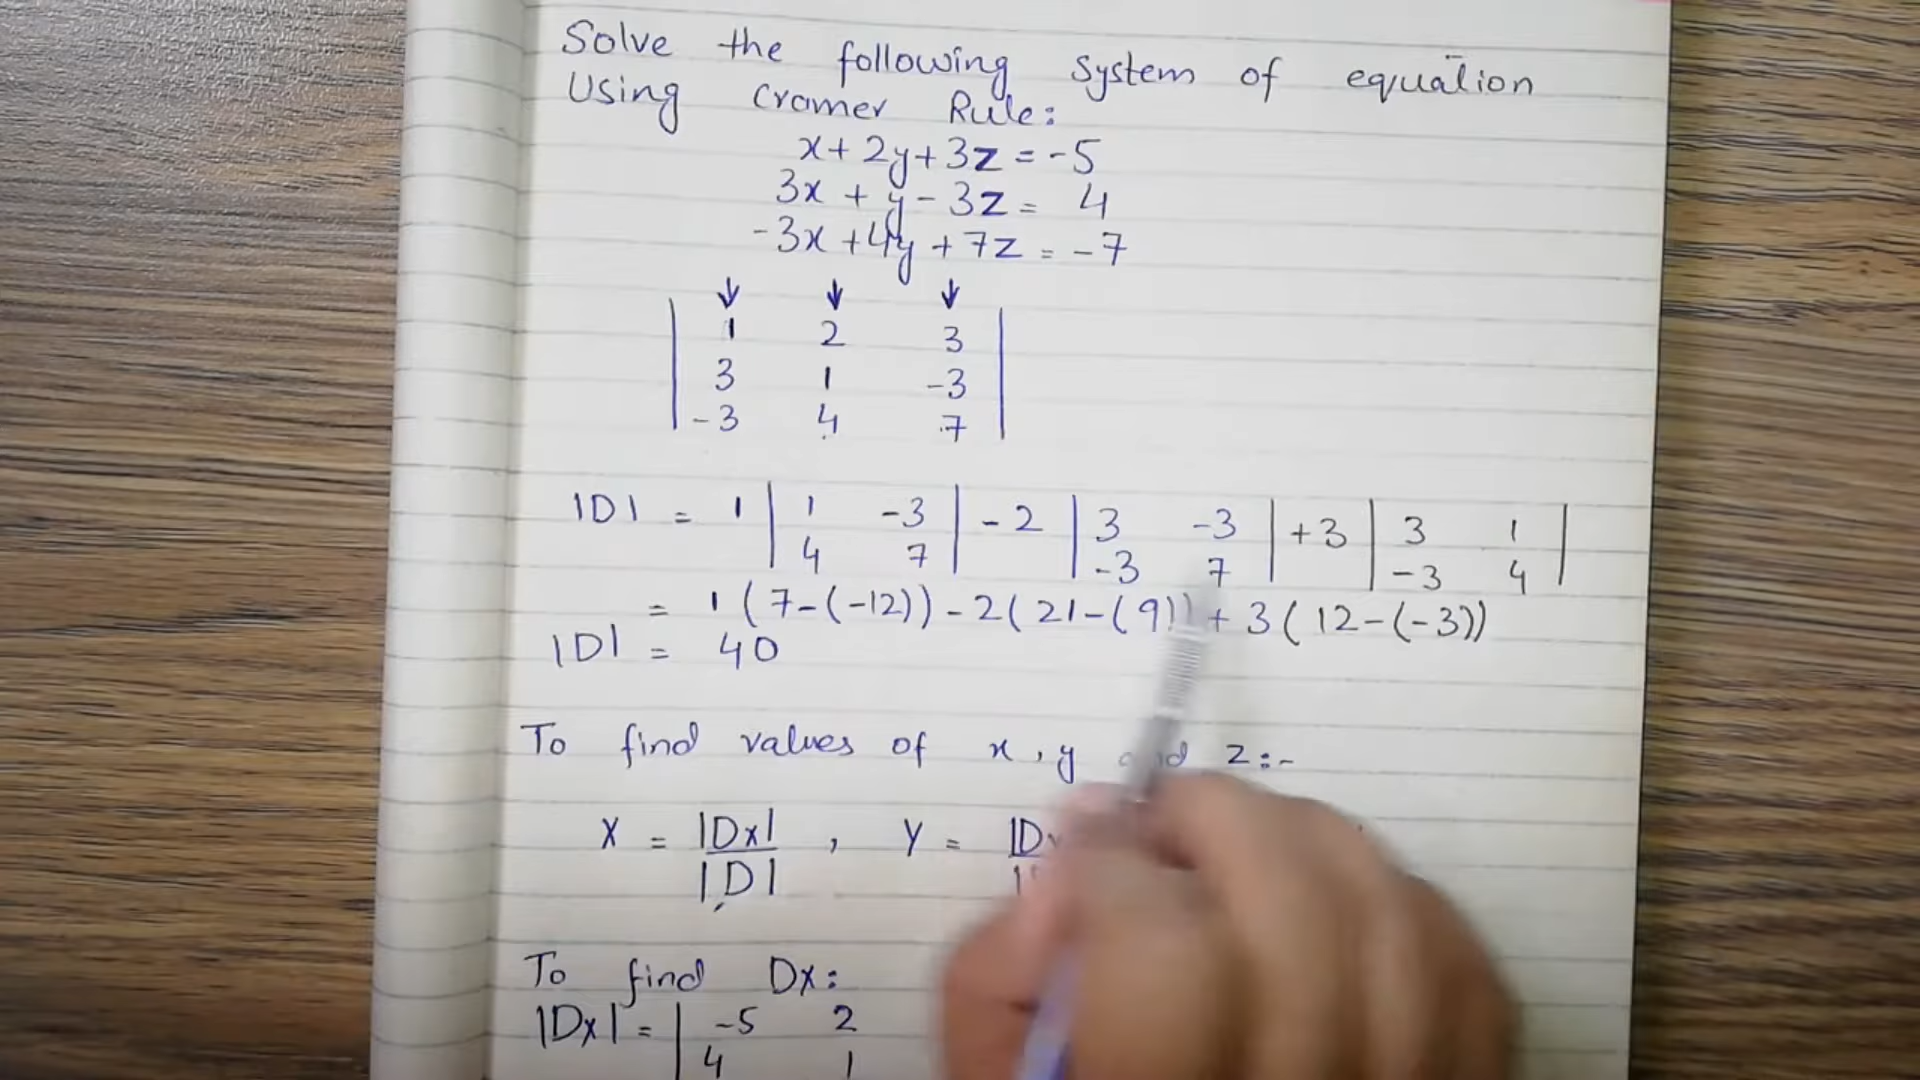 Solve the following system of equation
Using Cramer Rule:
x + 2y + 3z = -5
3x + y - 3z = 4
-3x + 4y + 7z = -7
↓ ↓ ↓
| 1 2 3 |
| 3 1 -3 |
| -3 4 7 |
|D| = 1 | 1 -3 | - 2 | 3 -3 | + 3 | 3 1 |
| 4 7 | | -3 7 | | -3 4 |
= 1 (7-(-12)) - 2 (21-(9)) + 3 (12-(-3))
|D| = 40
To find values of x, y and z:-
X = |Dx| , Y =
|D|
To find Dx:
|Dx| = | -5 2
4 1